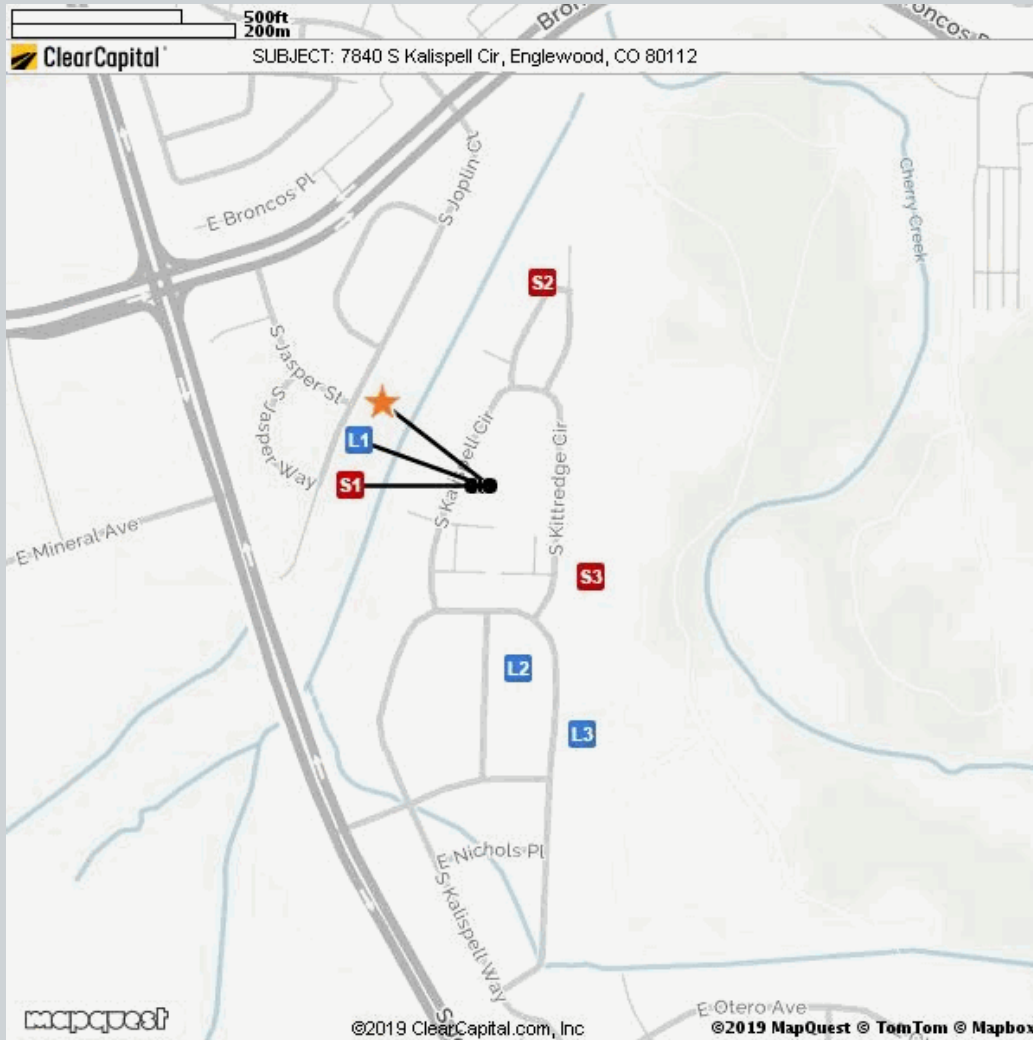 500ft
200m
ClearCapital
SUBJECT: 7840 S Kalispell Cir, Englewood, CO 80112
E Broncos Pl
S Joplin Ct
Cherry Creek
S2
S Jasper St
S Jasper Way
L1
S Kalispell Cir
S1
S Kittredge Cir
E Mineral Ave
S3
L2
L3
E Nichols Pl
S Kalispell Way
E Otero Ave
mapquest
©2019 ClearCapital.com, Inc
©2019 MapQuest © TomTom © Mapbox